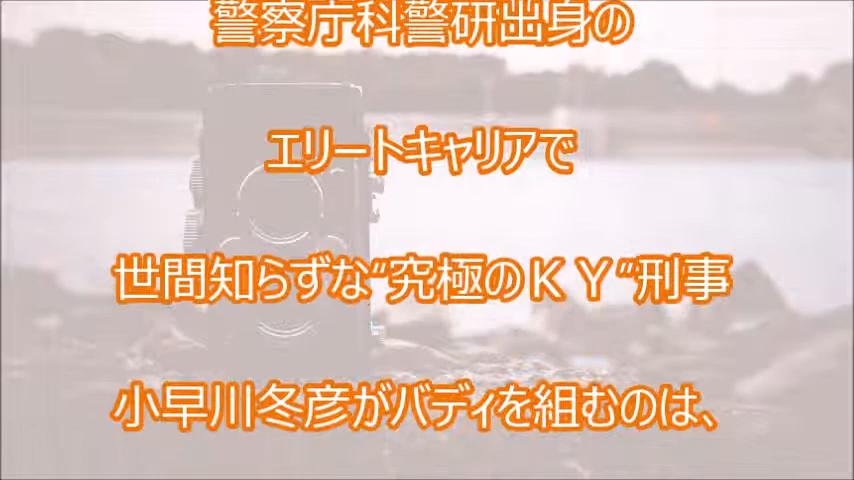 警察庁科警研出身の
エリートキャリアで
世間知らずな“究極のＫＹ”刑事
小早川冬彦がバディを組むのは、